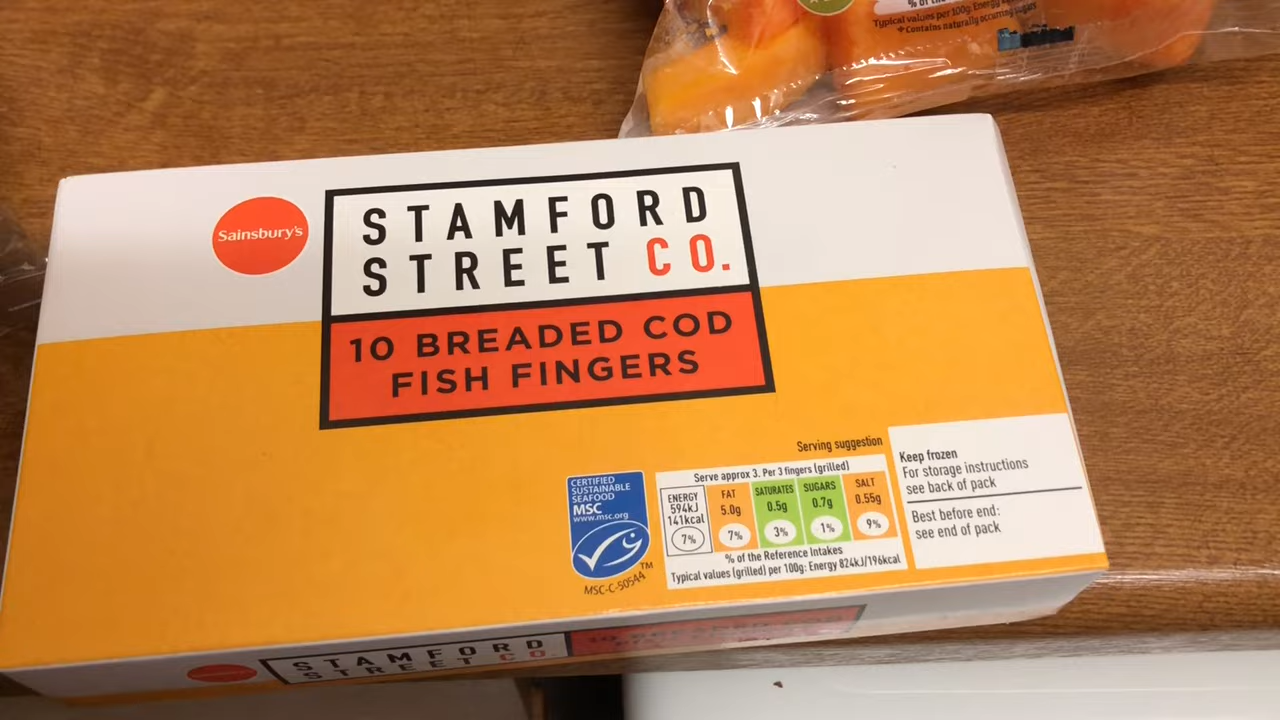 Typical values per 100g: Energy
Contains naturally occurring sugars
Sainsbury's
STAMFORD
STREET CO.
10 BREADED COD
FISH FINGERS
Serving suggestion
CERTIFIED
SUSTAINABLE
SEAFOOD
MSC
www.msc.org
TM
MSC-C-50544
Serve approx 3. Per 3 fingers (grilled)
ENERGY
594kJ
141kcal
7%
FAT
5.0g
7%
SATURATES
0.5g
3%
SUGARS
0.7g
1%
SALT
0.55g
9%
% of the Reference Intakes
Typical values (grilled) per 100g: Energy 824kJ/196kcal
Keep frozen
For storage instructions
see back of pack
Best before end:
see end of pack
STAMFORD
STREET CO